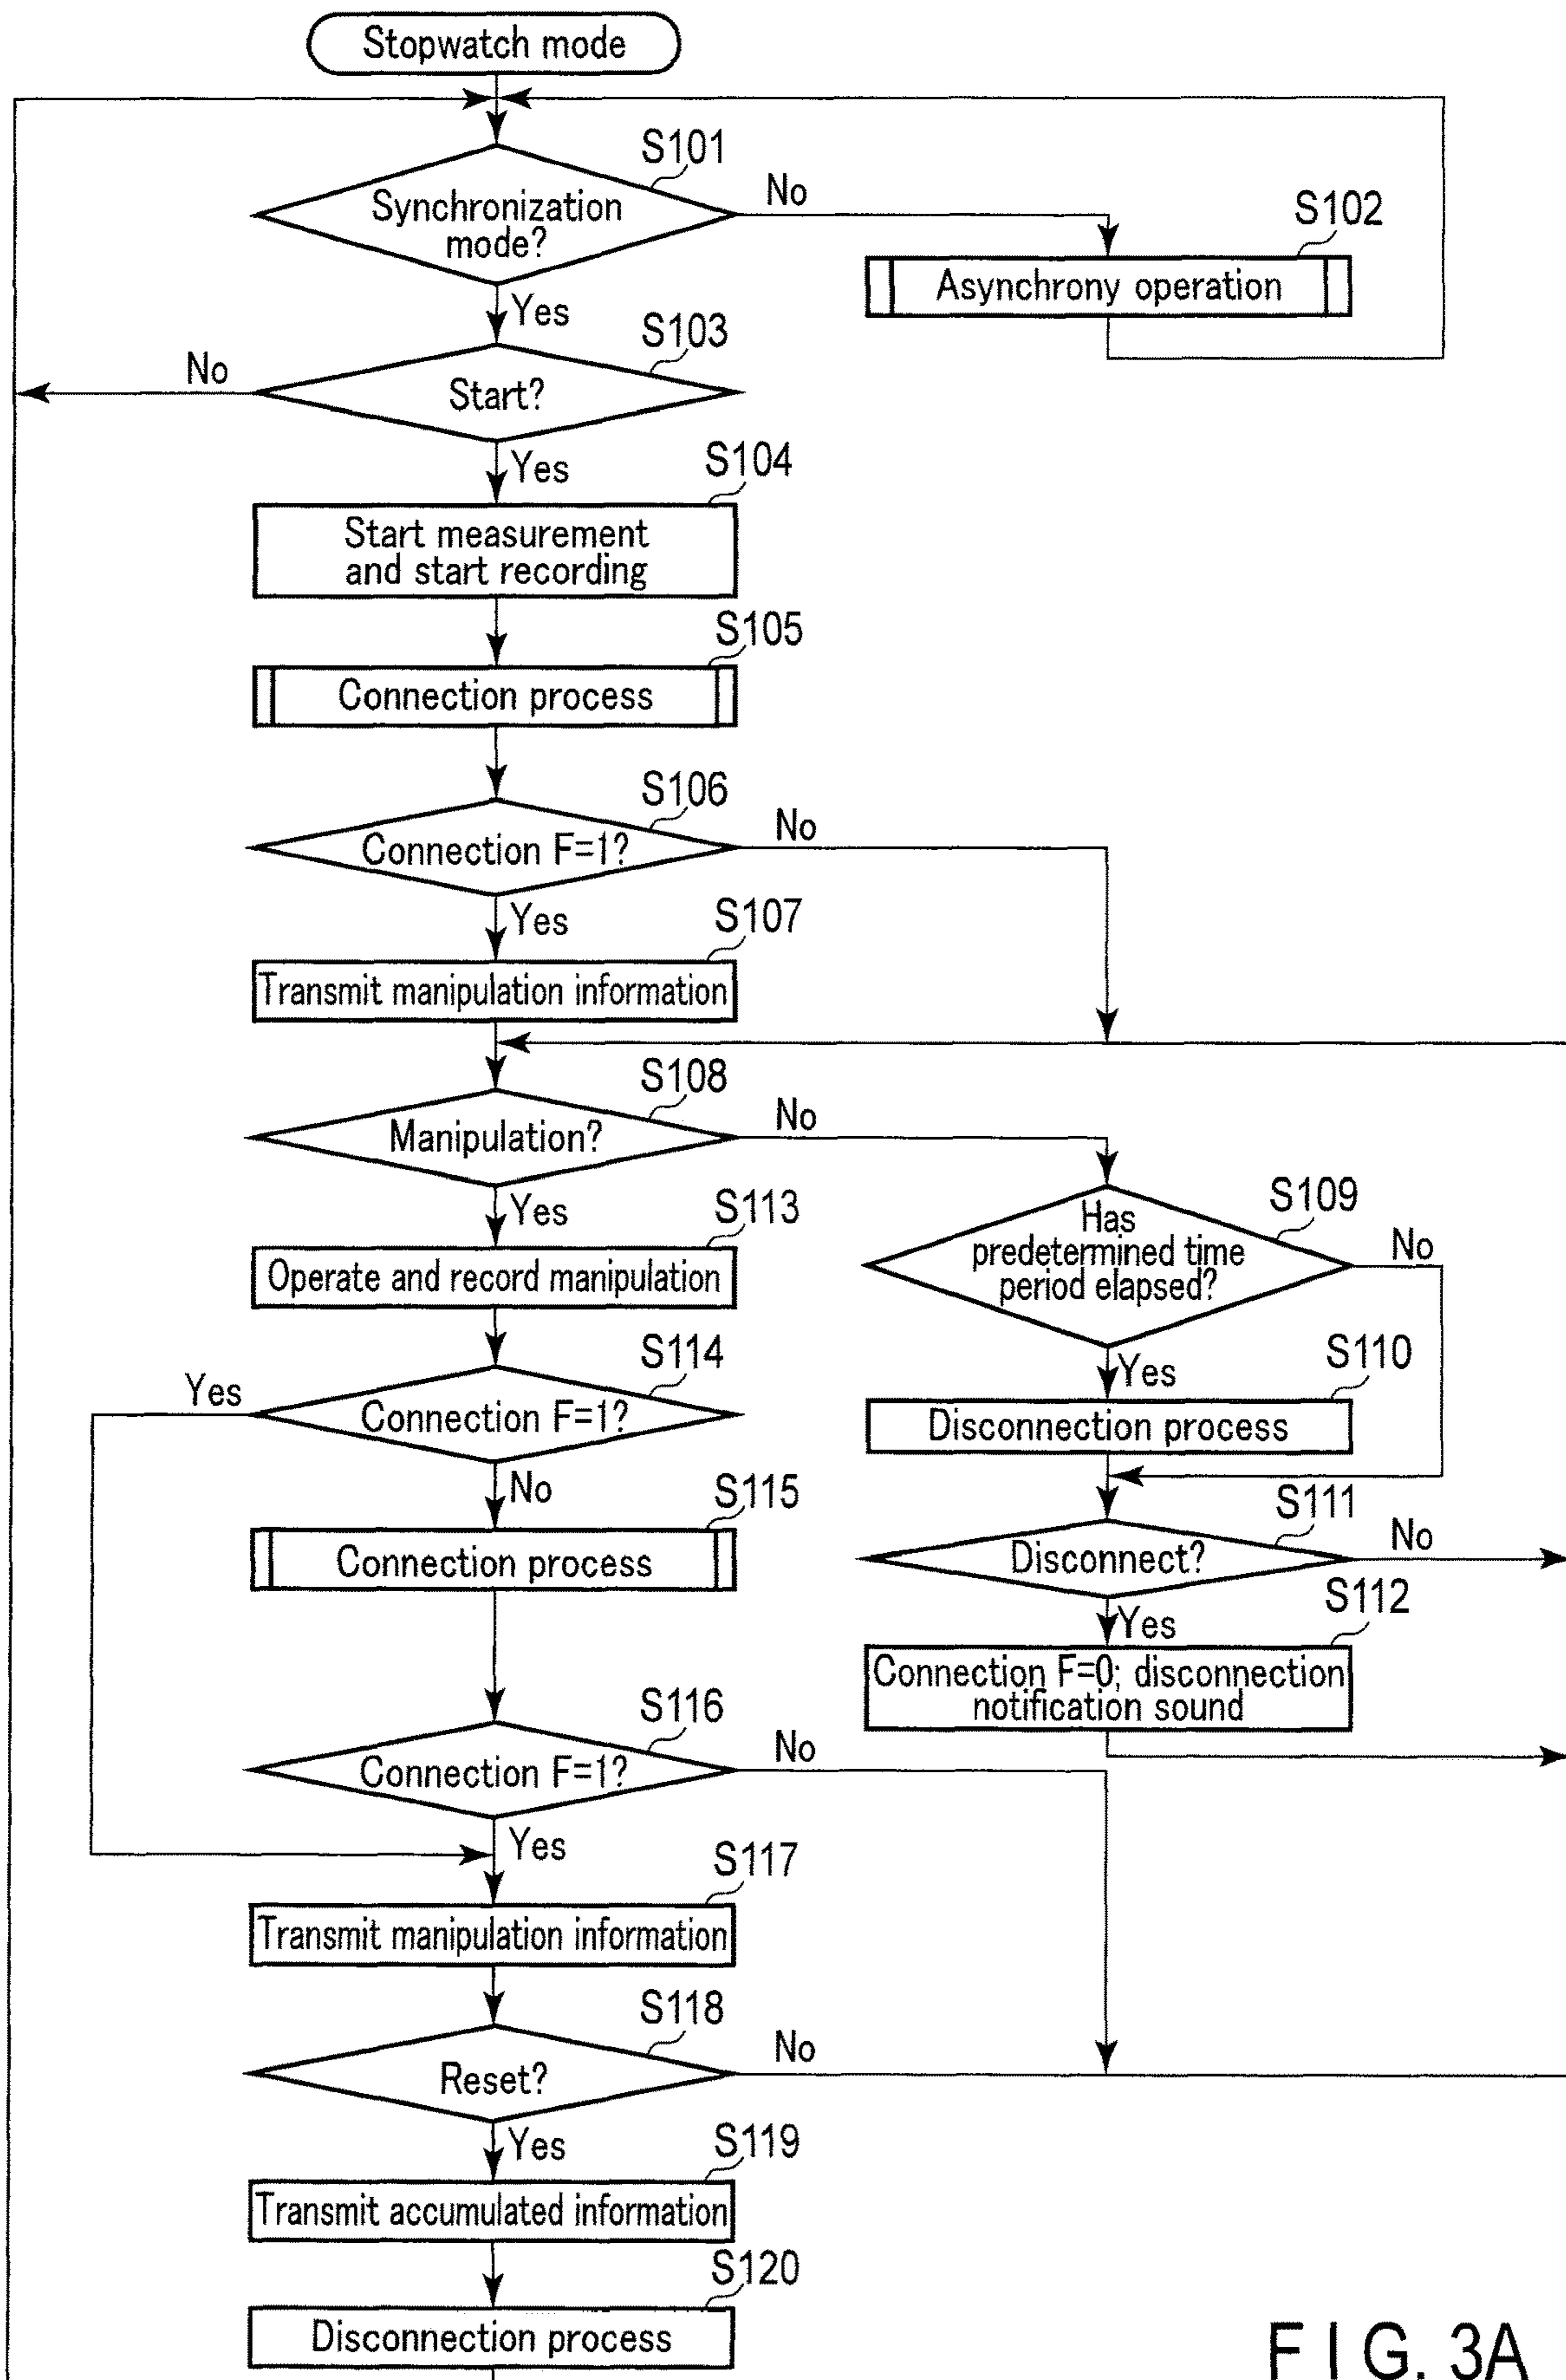 Stopwatch mode
S101
Synchronization
mode?
No
S102
Asynchrony operation
Yes
S103
No
Start?
Yes
S104
Start measurement
and start recording
S105
Connection process
S106
Connection F=1?
No
Yes
S107
Transmit manipulation information
S108
Manipulation?
No
S109
Has
predetermined time
period elapsed?
No
Yes
S110
Disconnection process
S111
Disconnect?
No
Yes
S112
Connection F=0; disconnection
notification sound
Yes
S113
Operate and record manipulation
S114
Yes
Connection F=1?
No
S115
Connection process
S116
Connection F=1?
No
Yes
S117
Transmit manipulation information
S118
Reset?
No
Yes
S119
Transmit accumulated information
S120
Disconnection process
FIG. 3A